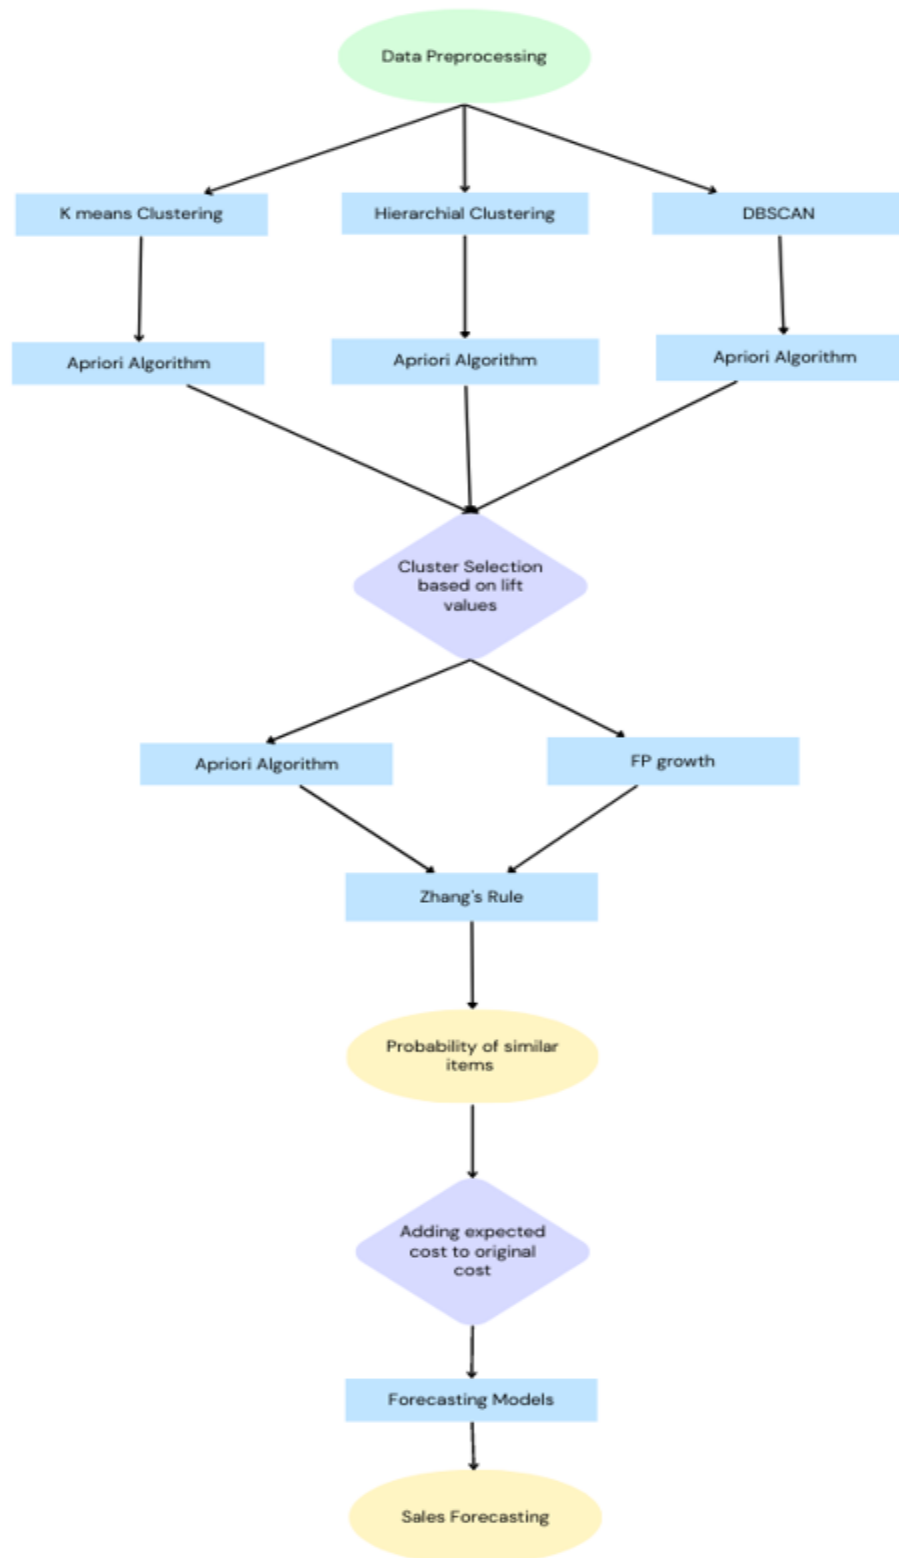 Data Preprocessing
K means Clustering
Hierarchial Clustering
DBSCAN
Apriori Algorithm
Apriori Algorithm
Apriori Algorithm
Cluster Selection
based on lift
values
Apriori Algorithm
FP growth
Zhang's Rule
Probability of similar
items
Adding expected
cost to original
cost
Forecasting Models
Sales Forecasting